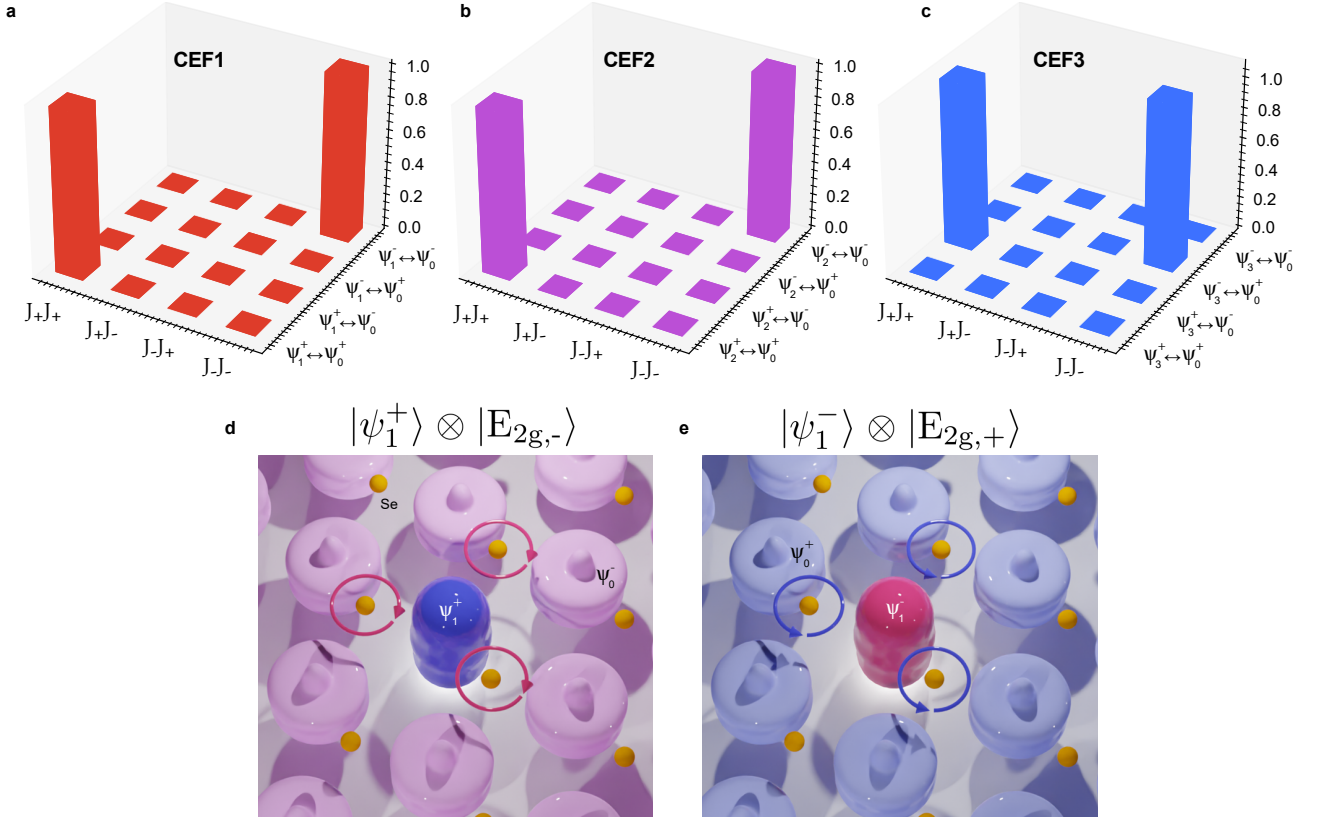 a
CEF1
1.0
0.8
0.6
0.4
0.2
0.0
J₊J₊
J₊J₋
J₋J₊
J₋J₋
ψ₁⁻↔ψ₀⁻
ψ₁⁻↔ψ₀⁺
ψ₁⁺↔ψ₀⁻
ψ₁⁺↔ψ₀⁺
b
CEF2
1.0
0.8
0.6
0.4
0.2
0.0
J₊J₊
J₊J₋
J₋J₊
J₋J₋
ψ₂⁻↔ψ₀⁻
ψ₂⁻↔ψ₀⁺
ψ₂⁺↔ψ₀⁻
ψ₂⁺↔ψ₀⁺
c
CEF3
1.0
0.8
0.6
0.4
0.2
0.0
J₊J₊
J₊J₋
J₋J₊
J₋J₋
ψ₃⁻↔ψ₀⁻
ψ₃⁻↔ψ₀⁺
ψ₃⁺↔ψ₀⁻
ψ₃⁺↔ψ₀⁺
d
|ψ₁⁺⟩ ⊗ |E₂g,₋⟩
Se
ψ₀⁻
ψ₁⁺
e
|ψ₁⁻⟩ ⊗ |E₂g,₊⟩
ψ₀⁺
ψ₁⁻